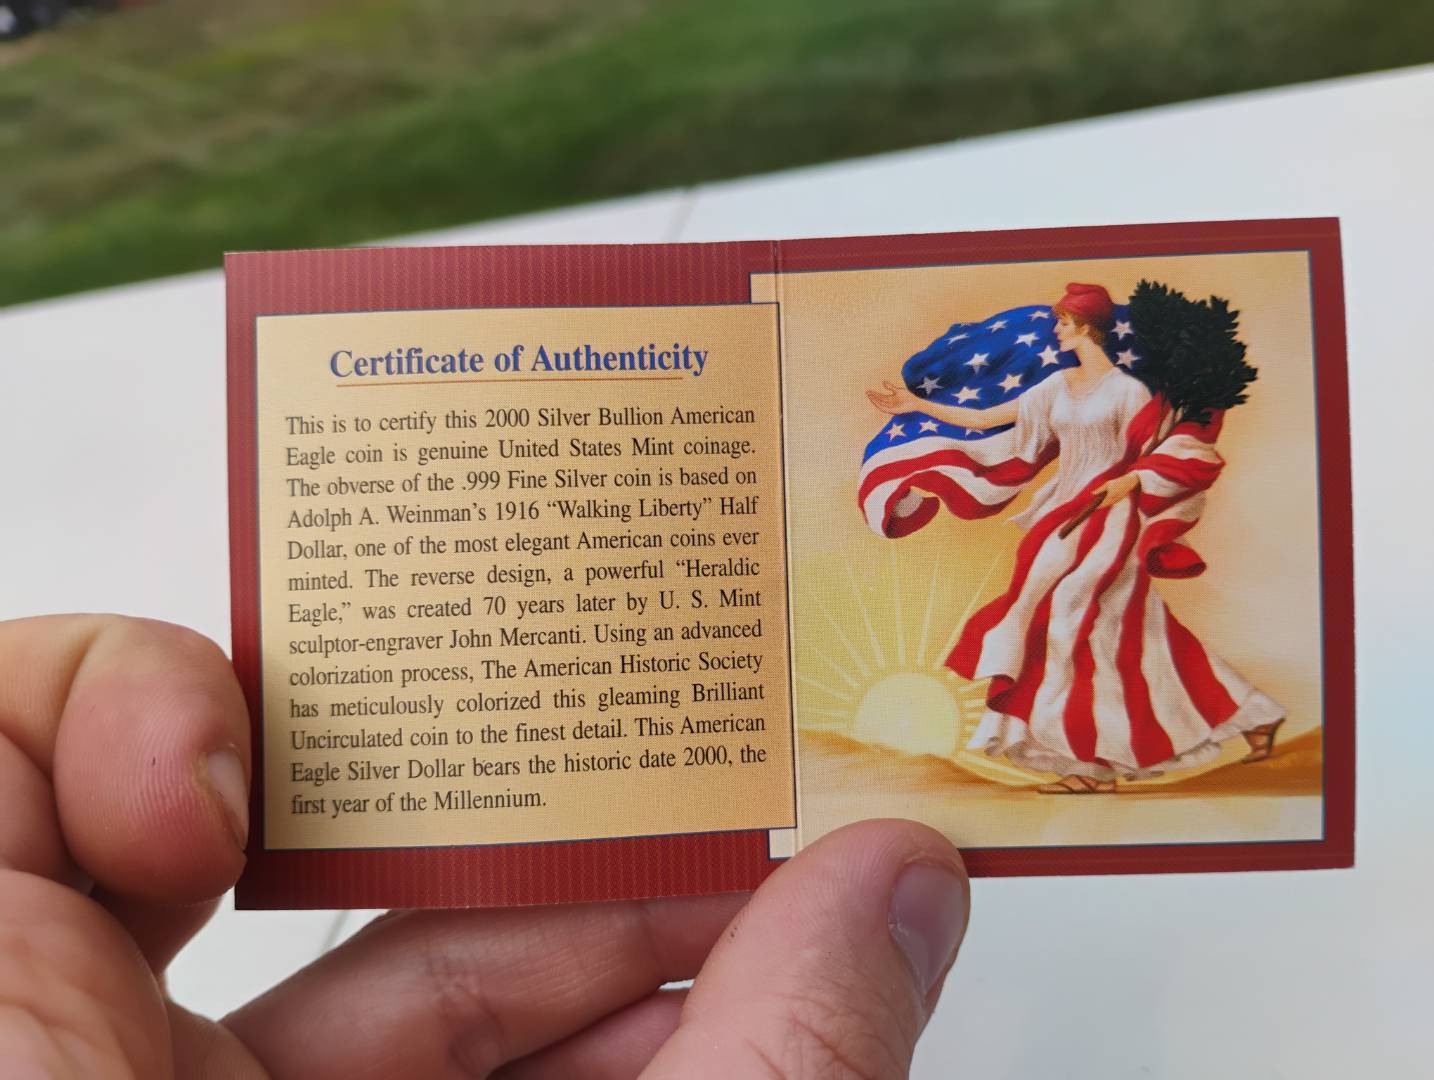 Certificate of Authenticity
This is to certify this 2000 Silver Bullion American
Eagle coin is genuine United States Mint coinage.
The obverse of the .999 Fine Silver coin is based on
Adolph A. Weinman’s 1916 “Walking Liberty” Half
Dollar, one of the most elegant American coins ever
minted. The reverse design, a powerful “Heraldic
Eagle,” was created 70 years later by U. S. Mint
sculptor-engraver John Mercanti. Using an advanced
colorization process, The American Historic Society
has meticulously colorized this gleaming Brilliant
Uncirculated coin to the finest detail. This American
Eagle Silver Dollar bears the historic date 2000, the
first year of the Millennium.